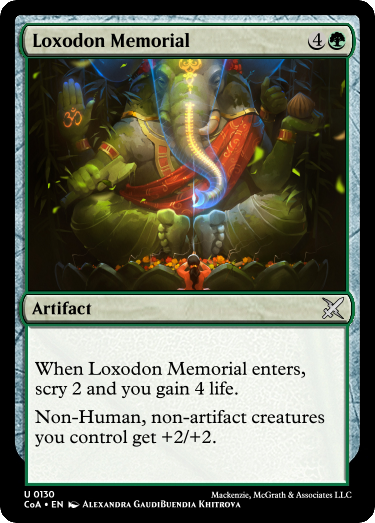 Loxodon Memorial 4
ॐ
Artifact
When Loxodon Memorial enters,
scry 2 and you gain 4 life.
Non-Human, non-artifact creatures
you control get +2/+2.
U 0130
Mackenzie, McGrath & Associates LLC
CoA • EN Alexandra GaudiBuendia Khitrova